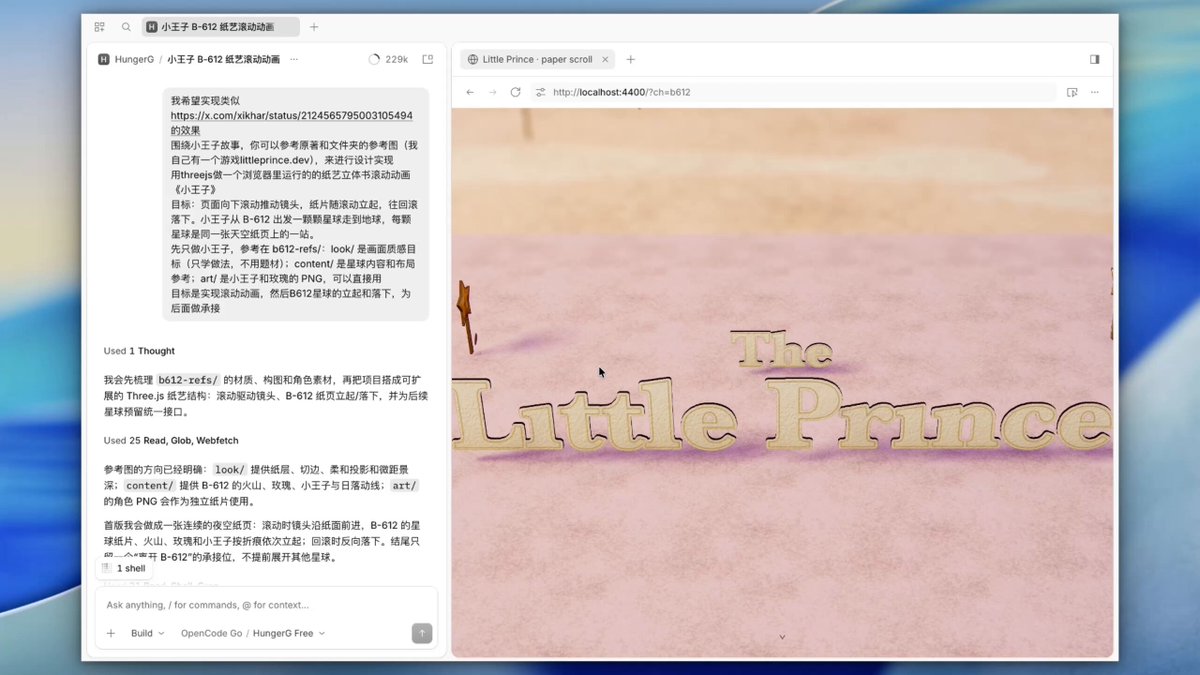 小王子 B-612 纸艺滚动动画
HungerG / 小王子 B-612 纸艺滚动动画 ···
229k
我希望实现类似
https://x.com/xikhar/status/2124565795003105494
的效果
围绕小王子故事，你可以参考原著和文件夹的参考图（我
自己有一个游戏littleprince.dev），来进行设计实现
用threejs做一个浏览器里运行的的纸艺立体书滚动动画
《小王子》
目标：页面向下滚动推动镜头，纸片随滚动立起，往回滚
落下。小王子从 B-612 出发一颗颗星球走到地球，每颗
星球是同一张天空纸页上的一站。
先只做小王子，参考在 b612-refs/：look/ 是画面质感目
标（只学做法，不用题材）；content/ 是星球内容和布局
参考；art/ 是小王子和玫瑰的 PNG，可以直接用
目标是实现滚动动画，然后B612星球的立起和落下，为
后面做承接
Used 1 Thought
我会先梳理 b612-refs/ 的材质、构图和角色素材，再把项目搭成可扩
展的 Three.js 纸艺结构：滚动驱动镜头、B-612 纸页立起/落下，并为后续
星球预留统一接口。
Used 25 Read, Glob, Webfetch
参考图的方向已经明确：look/ 提供纸层、切边、柔和投影和微距景
深；content/ 提供 B-612 的火山、玫瑰、小王子与日落动线；art/
的角色 PNG 会作为独立纸片使用。
首版我会做成一张连续的夜空纸页：滚动时镜头沿纸面前进，B-612 的星
球纸片、火山、玫瑰和小王子按折痕依次立起；回滚时反向落下。结尾只
留一个“离开 B-612”的承接位，不提前展开其他星球。
1 shell
Ask anything, / for commands, @ for context...
Build
OpenCode Go / HungerG Free
Little Prince · paper scroll
http://localhost:4400/?ch=b612
The
Little Prince